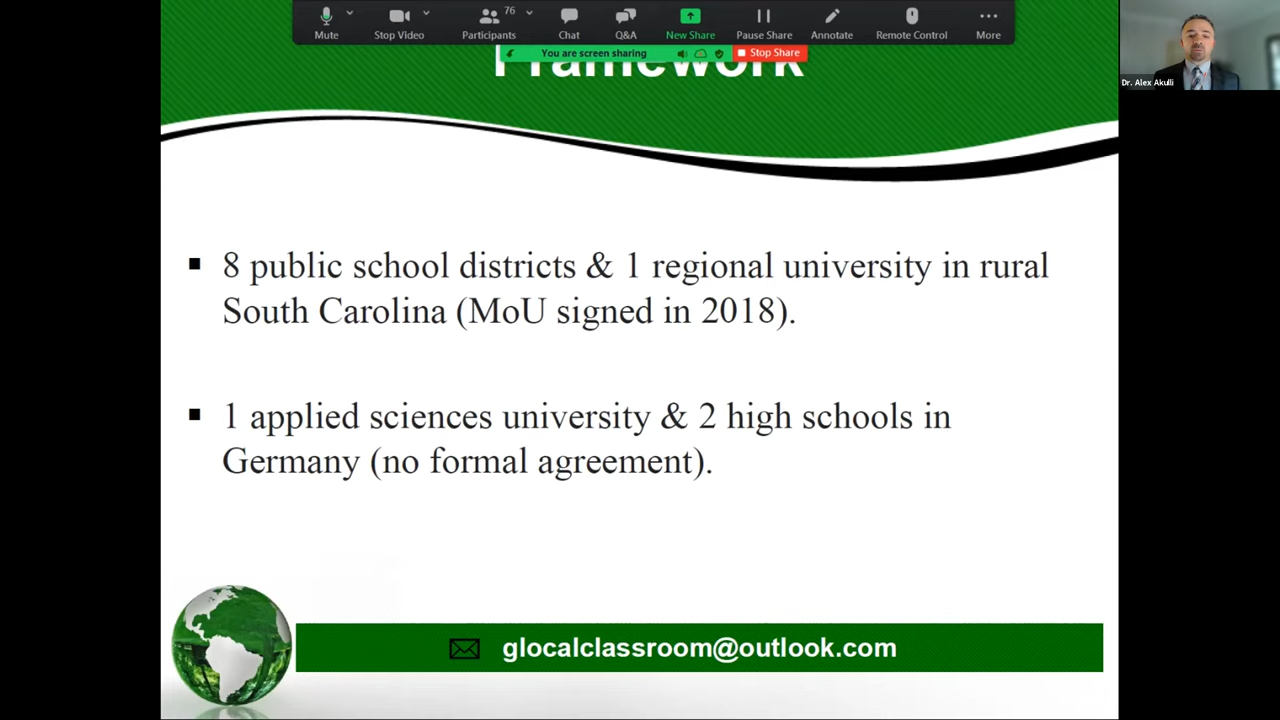 76
Mute
Stop Video
Participants
Chat
Q&A
New Share
Pause Share
Annotate
Remote Control
More
You are screen sharing
Stop Share
Framework
Dr. Alex Akulli
8 public school districts & 1 regional university in rural
South Carolina (MoU signed in 2018).
1 applied sciences university & 2 high schools in
Germany (no formal agreement).
glocalclassroom@outlook.com